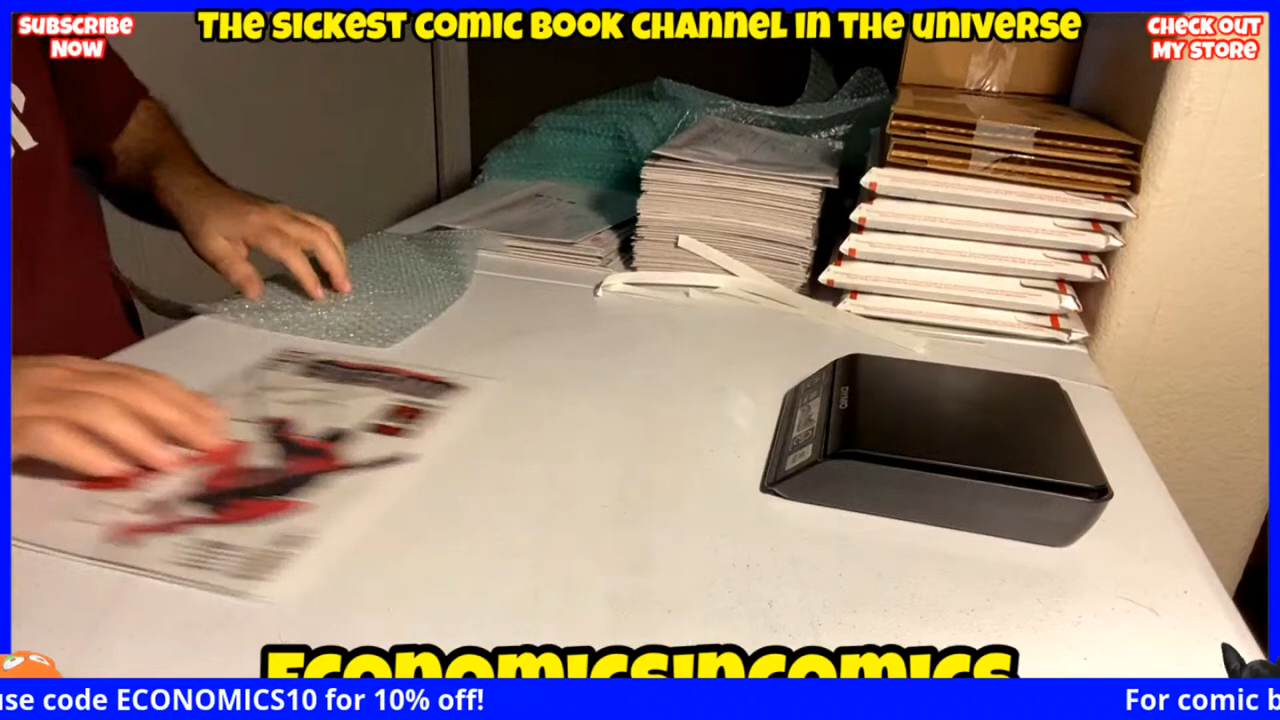 SUBSCRIBE
NOW
THE SICKEST COMIC BOOK CHANNEL IN THE UNIVERSE
CHECK OUT
MY STORE
DYMO
ECONOMICSINCOMICS
use code ECONOMICS10 for 10% off!
For comic b